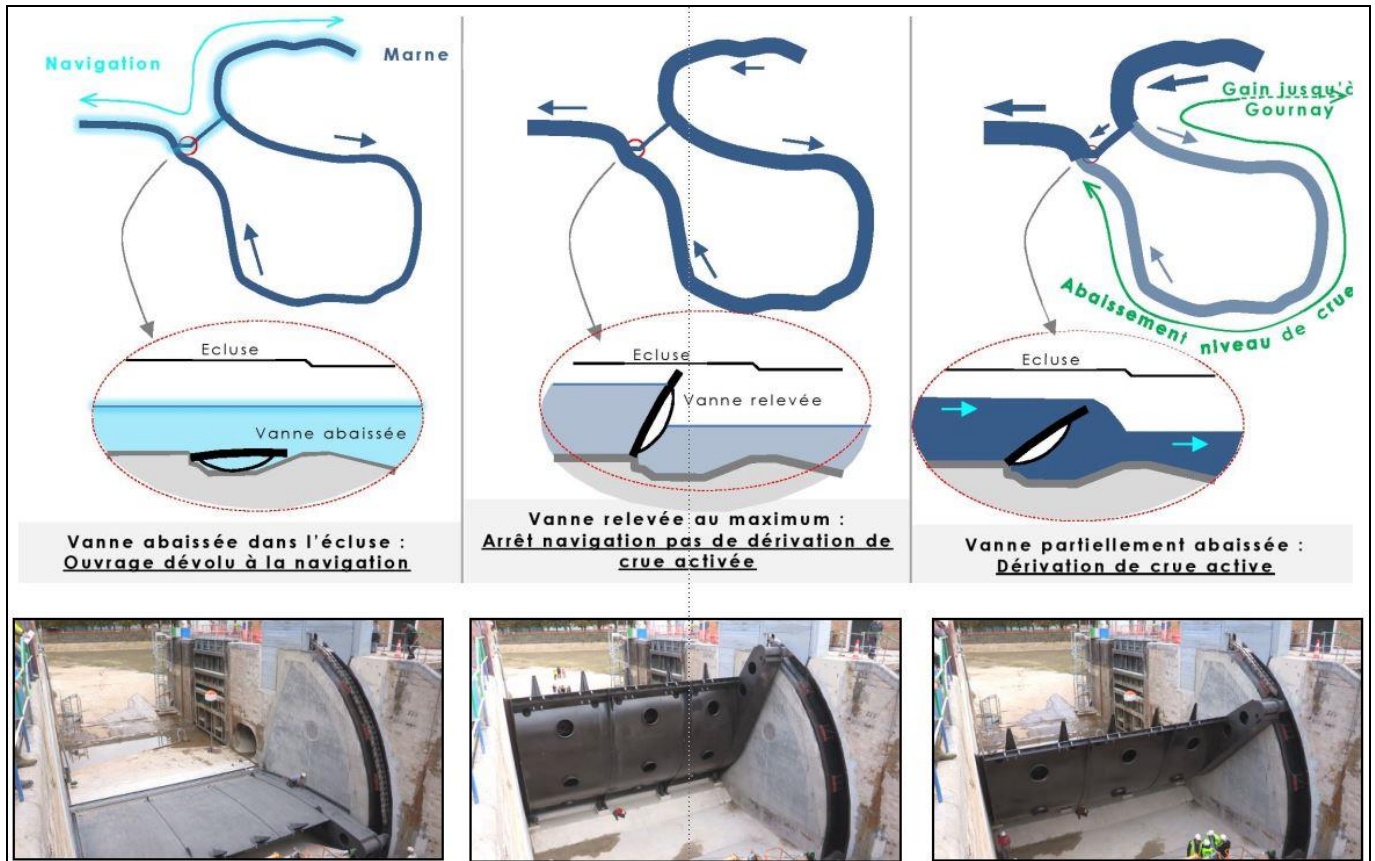 Navigation
Marne
Ecluse
Vanne abaissée
Vanne abaissée dans l'écluse :
Ouvrage dévolu à la navigation
Ecluse
Vanne relevée
Vanne relevée au maximum :
Arrêt navigation pas de dérivation de
crue activée
Gain jusqu'à
Gournay
Abaissement niveau de crue
Ecluse
Vanne partiellement abaissée :
Dérivation de crue active